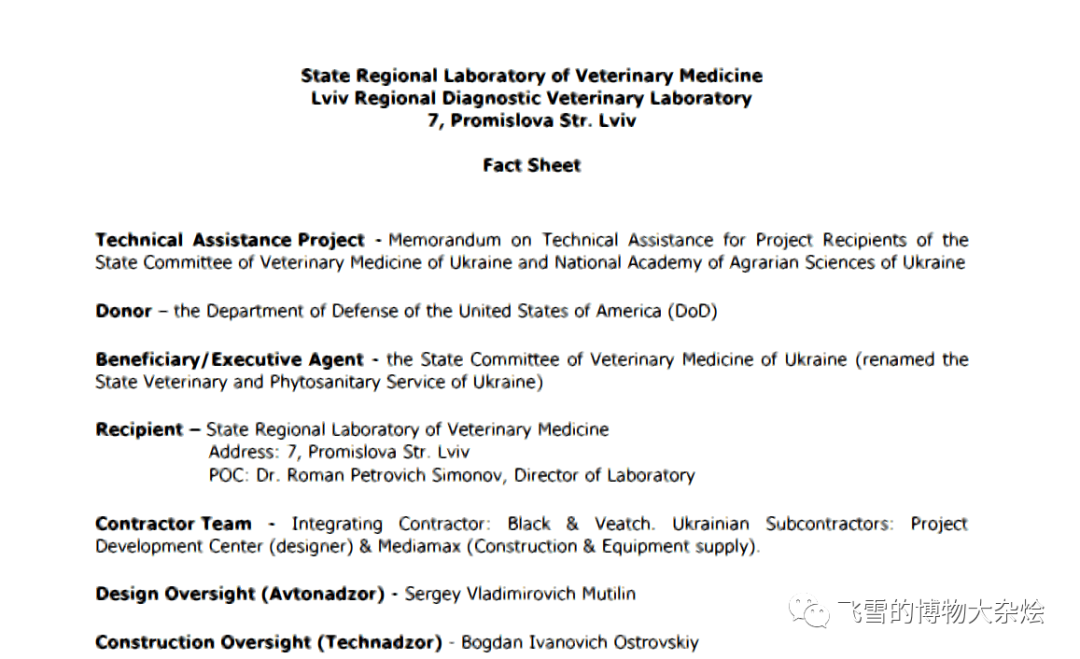 State Regional Laboratory of Veterinary Medicine
Lviv Regional Diagnostic Veterinary Laboratory
7, Promislova Str. Lviv
Fact Sheet
Technical Assistance Project - Memorandum on Technical Assistance for Project Recipients of the
State Committee of Veterinary Medicine of Ukraine and National Academy of Agrarian Sciences of Ukraine
Donor – the Department of Defense of the United States of America (DoD)
Beneficiary/Executive Agent - the State Committee of Veterinary Medicine of Ukraine (renamed the
State Veterinary and Phytosanitary Service of Ukraine)
Recipient – State Regional Laboratory of Veterinary Medicine
Address: 7, Promislova Str. Lviv
POC: Dr. Roman Petrovich Simonov, Director of Laboratory
Contractor Team - Integrating Contractor: Black & Veatch. Ukrainian Subcontractors: Project
Development Center (designer) & Mediamax (Construction & Equipment supply).
Design Oversight (Avtonadzor) - Sergey Vladimirovich Mutilin
Construction Oversight (Technadzor) - Bogdan Ivanovich Ostrovskiy
飞雪的博物大杂烩